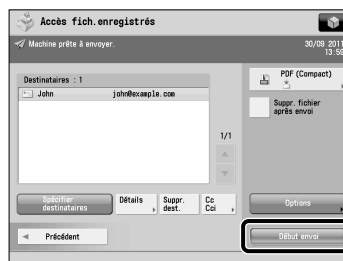 Accès fich.enregistrés
Machine prête à envoyer.
30/09 2011
13:59
Destinataires : 1
John john@example.com
1/1
PDF (Compact)
Suppr. fichier
après envoi
Spécifier
destinataires
Détails
Suppr.
dest.
Cc
Cci
Options
Précédent
Début envoi